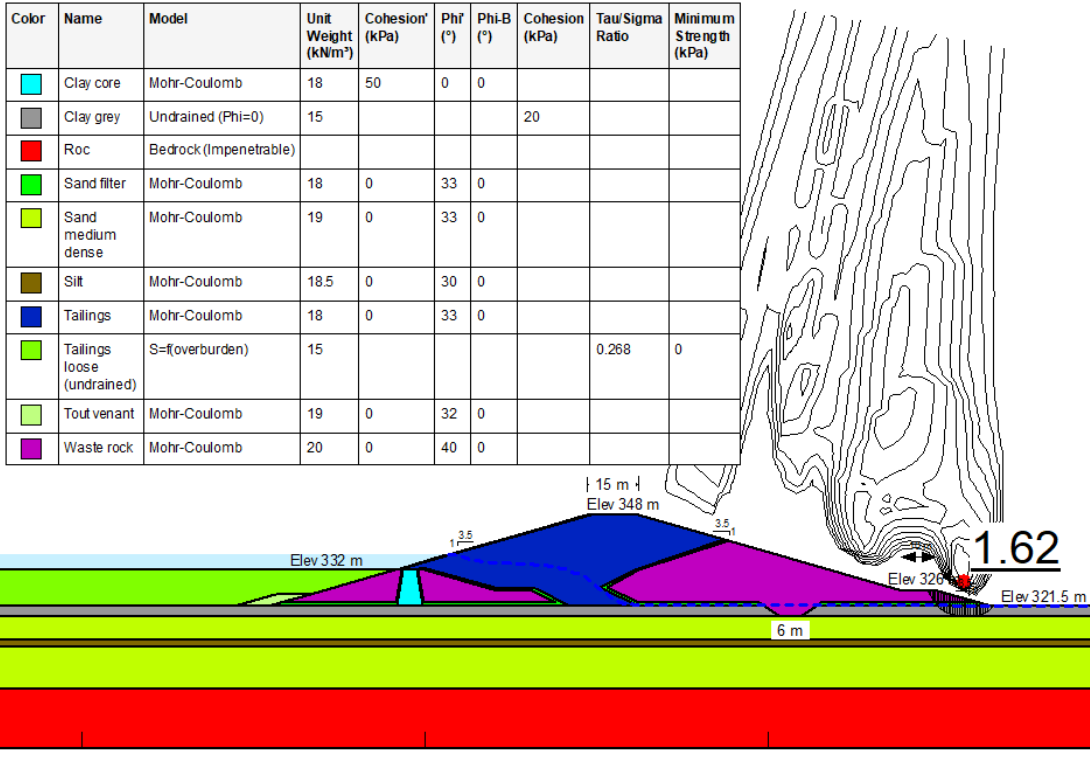 Color Name Model Unit Weight (kN/m³) Cohesion' (kPa) Phi' (°) Phi-B (°) Cohesion (kPa) Tau/Sigma Ratio Minimum Strength (kPa)
Clay core Mohr-Coulomb 18 50 0 0
Clay grey Undrained (Phi=0) 15 20
Roc Bedrock (Impenetrable)
Sand filter Mohr-Coulomb 18 0 33 0
Sand medium dense Mohr-Coulomb 19 0 33 0
Silt Mohr-Coulomb 18.5 0 30 0
Tailings Mohr-Coulomb 18 0 33 0
Tailings loose (undrained) S=f(overburden) 15 0.268 0
Tout venant Mohr-Coulomb 19 0 32 0
Waste rock Mohr-Coulomb 20 0 40 0
15 m
Elev 348 m
3.5
1
3.5
1
1.62
Elev 332 m
Elev 326
Elev 321.5 m
6 m